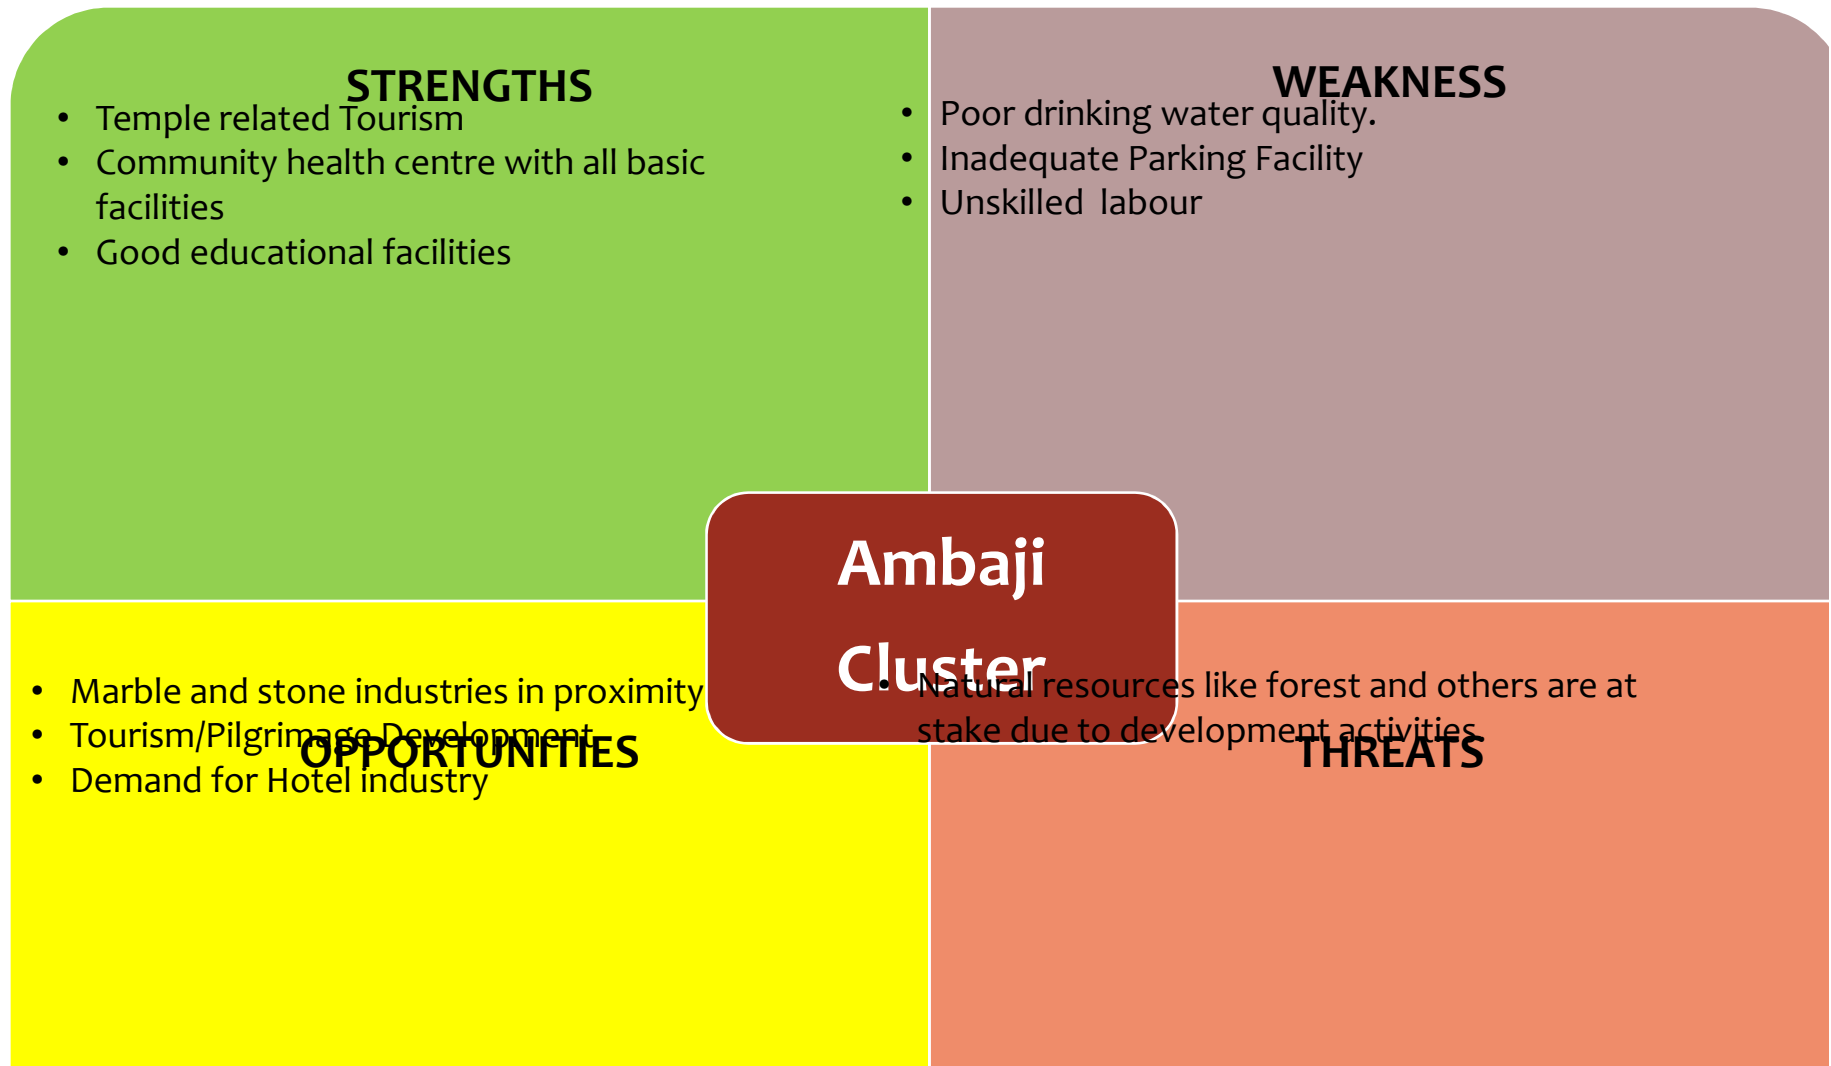 STRENGTHS
• Temple related Tourism
• Community health centre with all basic
facilities
• Good educational facilities
WEAKNESS
• Poor drinking water quality.
• Inadequate Parking Facility
• Unskilled labour
Ambaji
Cluster
• Marble and stone industries in proximity
• Tourism/Pilgrimage Development
• Demand for Hotel industry
OPPORTUNITIES
• Natural resources like forest and others are at
stake due to development activities
THREATS